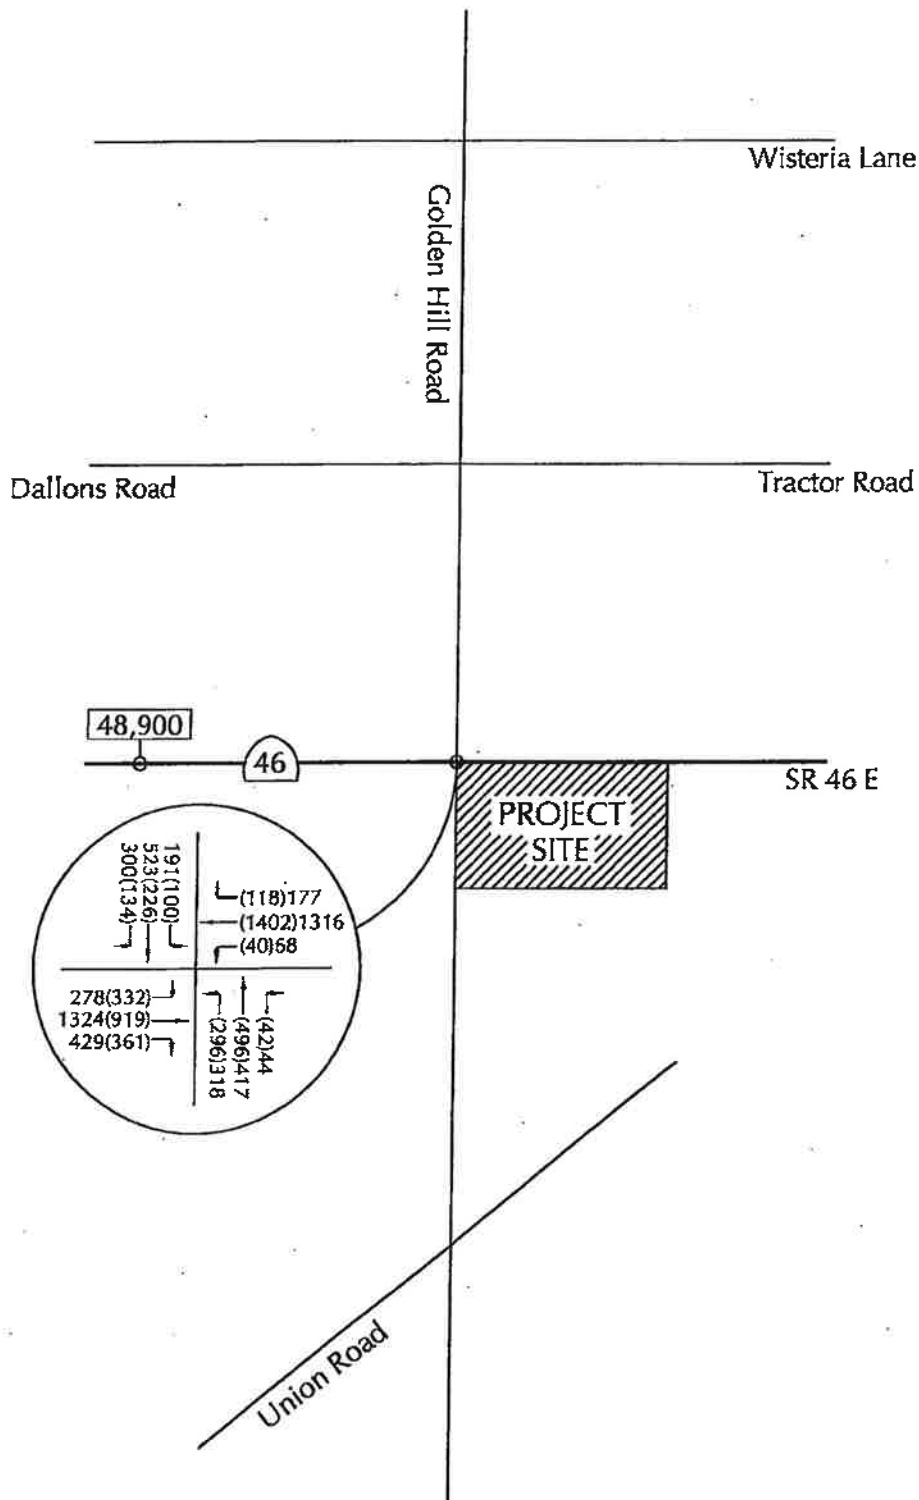 Wisteria Lane
Golden Hill Road
Dallons Road
Tractor Road
48,900
46
SR 46 E
PROJECT
SITE
191(100)
523(226)
300(134)
(118)177
(1402)1316
(40)68
278(332)
1324(919)
429(361)
(42)44
(496)417
(296)318
Union Road